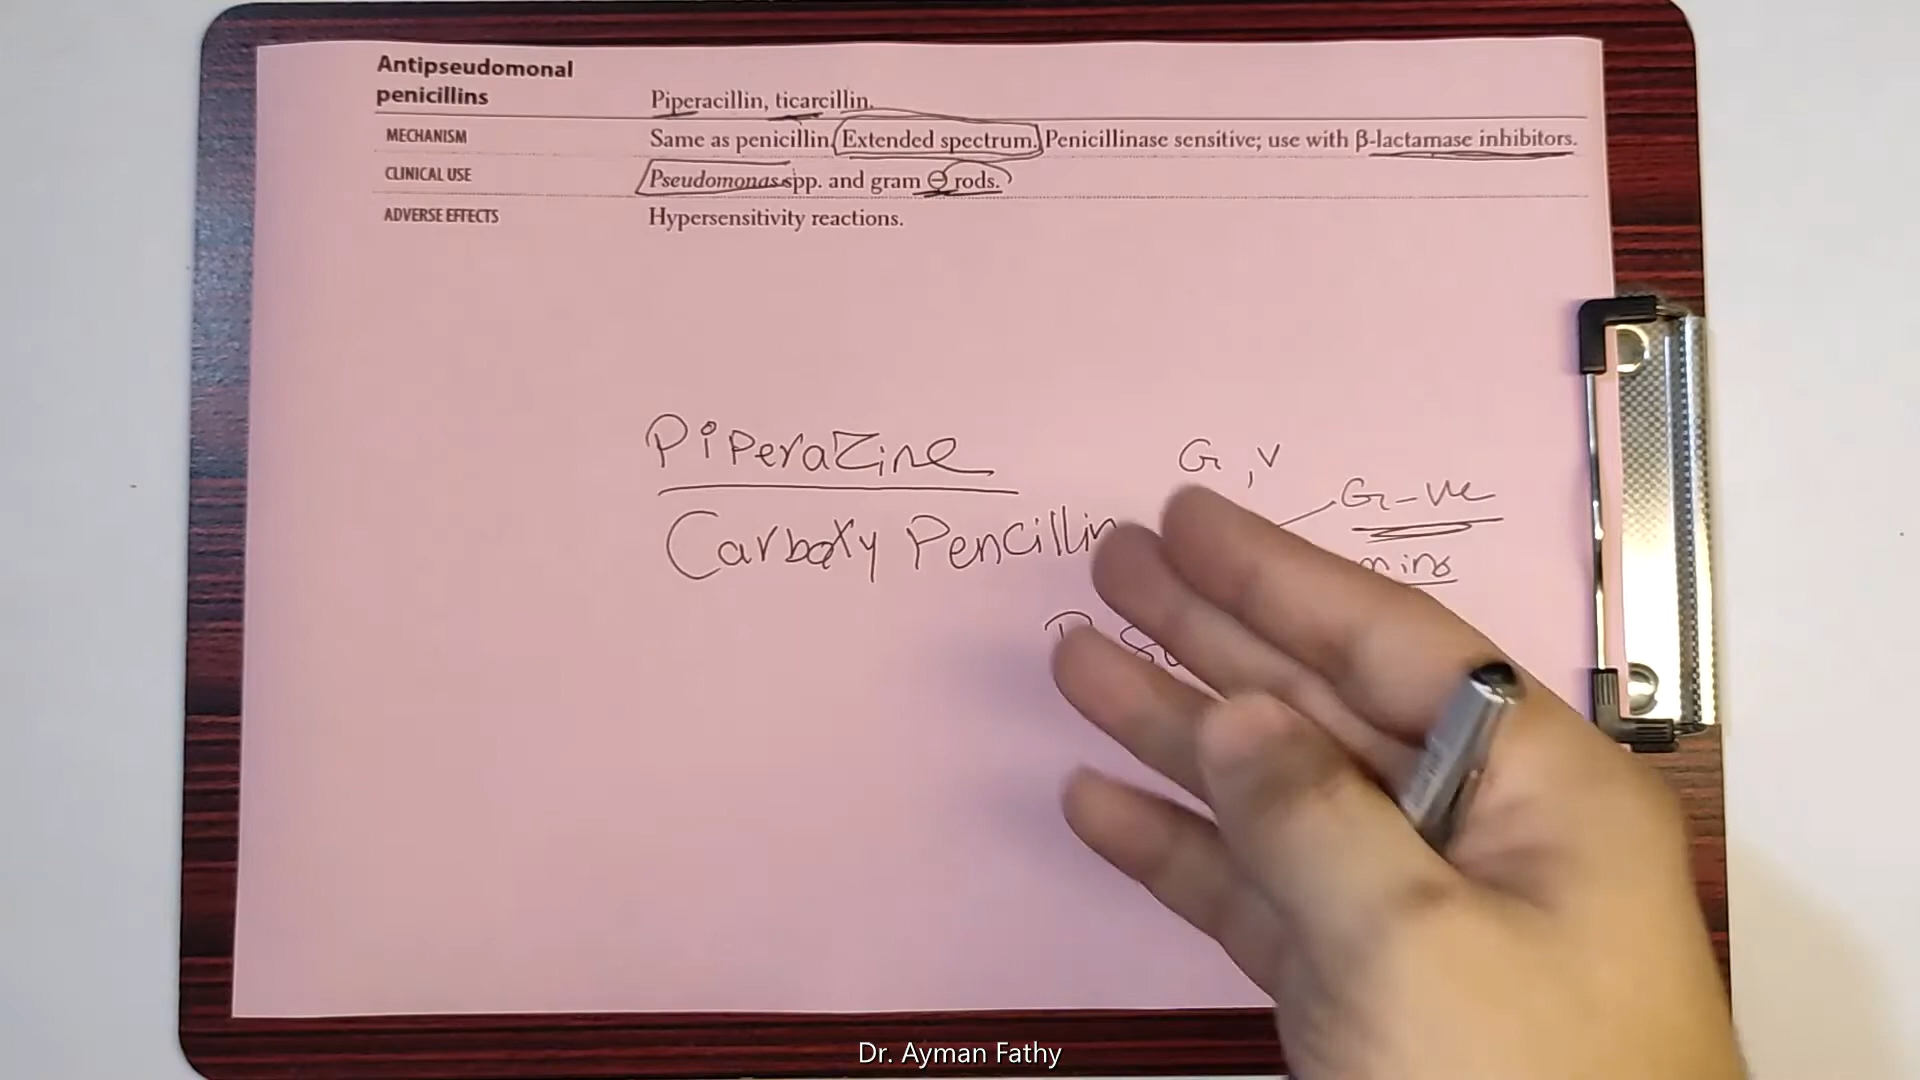 Antipseudomonal
penicillins
Piperacillin, ticarcillin.
MECHANISM
Same as penicillin. Extended spectrum. Penicillinase sensitive; use with β-lactamase inhibitors.
CLINICAL USE
Pseudomonas spp. and gram ⊖ rods.
ADVERSE EFFECTS
Hypersensitivity reactions.
PiperaZine
G , V
G-ve
Carboxy Pencillin
Dr. Ayman Fathy